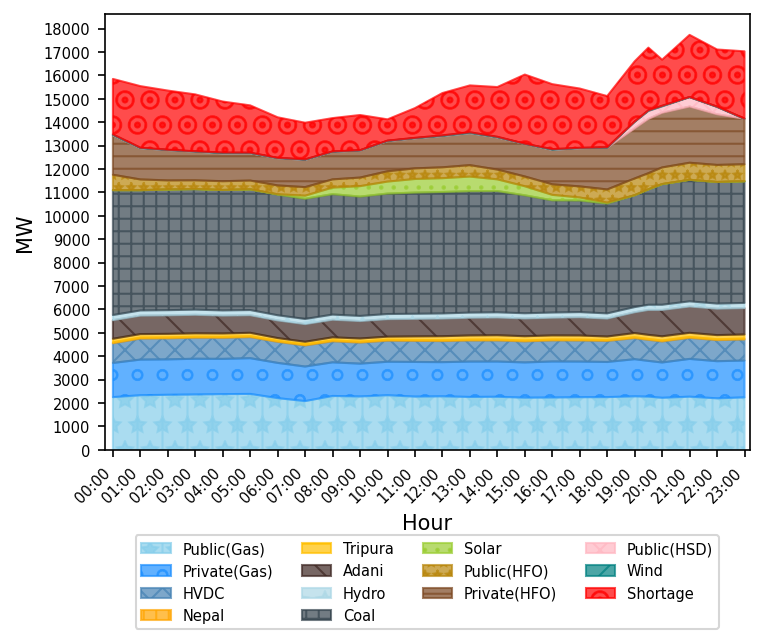 18000
17000
16000
15000
14000
13000
12000
11000
10000
9000
8000
7000
6000
5000
4000
3000
2000
1000
0
MW
00:00 01:00 02:00 03:00 04:00 05:00 06:00 07:00 08:00 09:00 10:00 11:00 12:00 13:00 14:00 15:00 16:00 17:00 18:00 19:00 20:00 21:00 22:00 23:00
Hour
Public(Gas) Tripura Solar Public(HSD)
Private(Gas) Adani Public(HFO) Wind
HVDC Hydro Private(HFO) Shortage
Nepal Coal